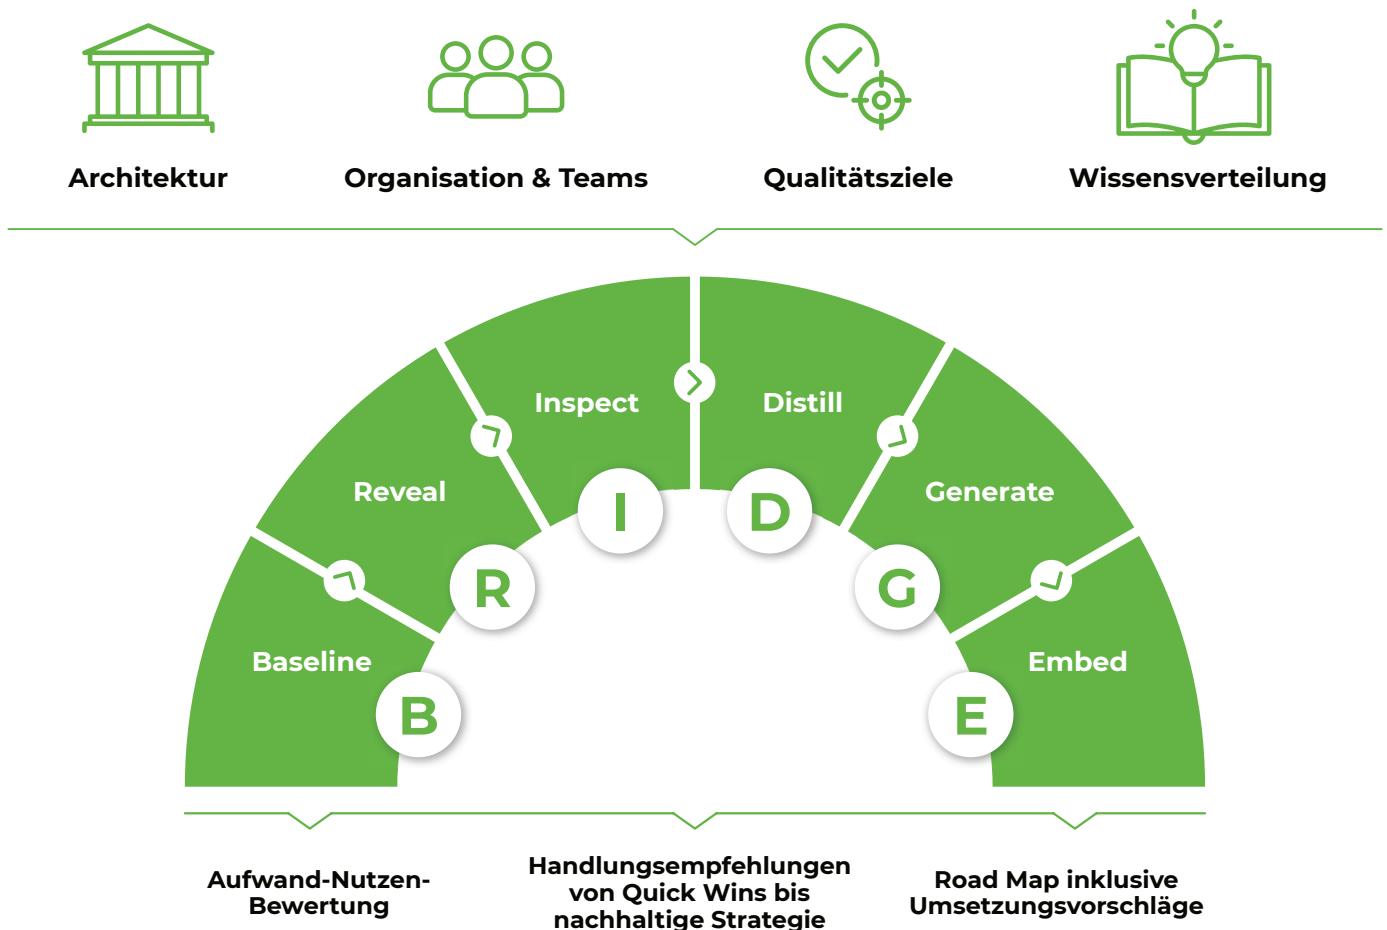 Architektur
Organisation & Teams
Qualitätsziele
Wissensverteilung
Baseline
Reveal
Inspect
Distill
Generate
Embed
B
R
I
D
G
E
Aufwand-Nutzen-
Bewertung
Handlungsempfehlungen
von Quick Wins bis
nachhaltige Strategie
Road Map inklusive
Umsetzungsvorschläge